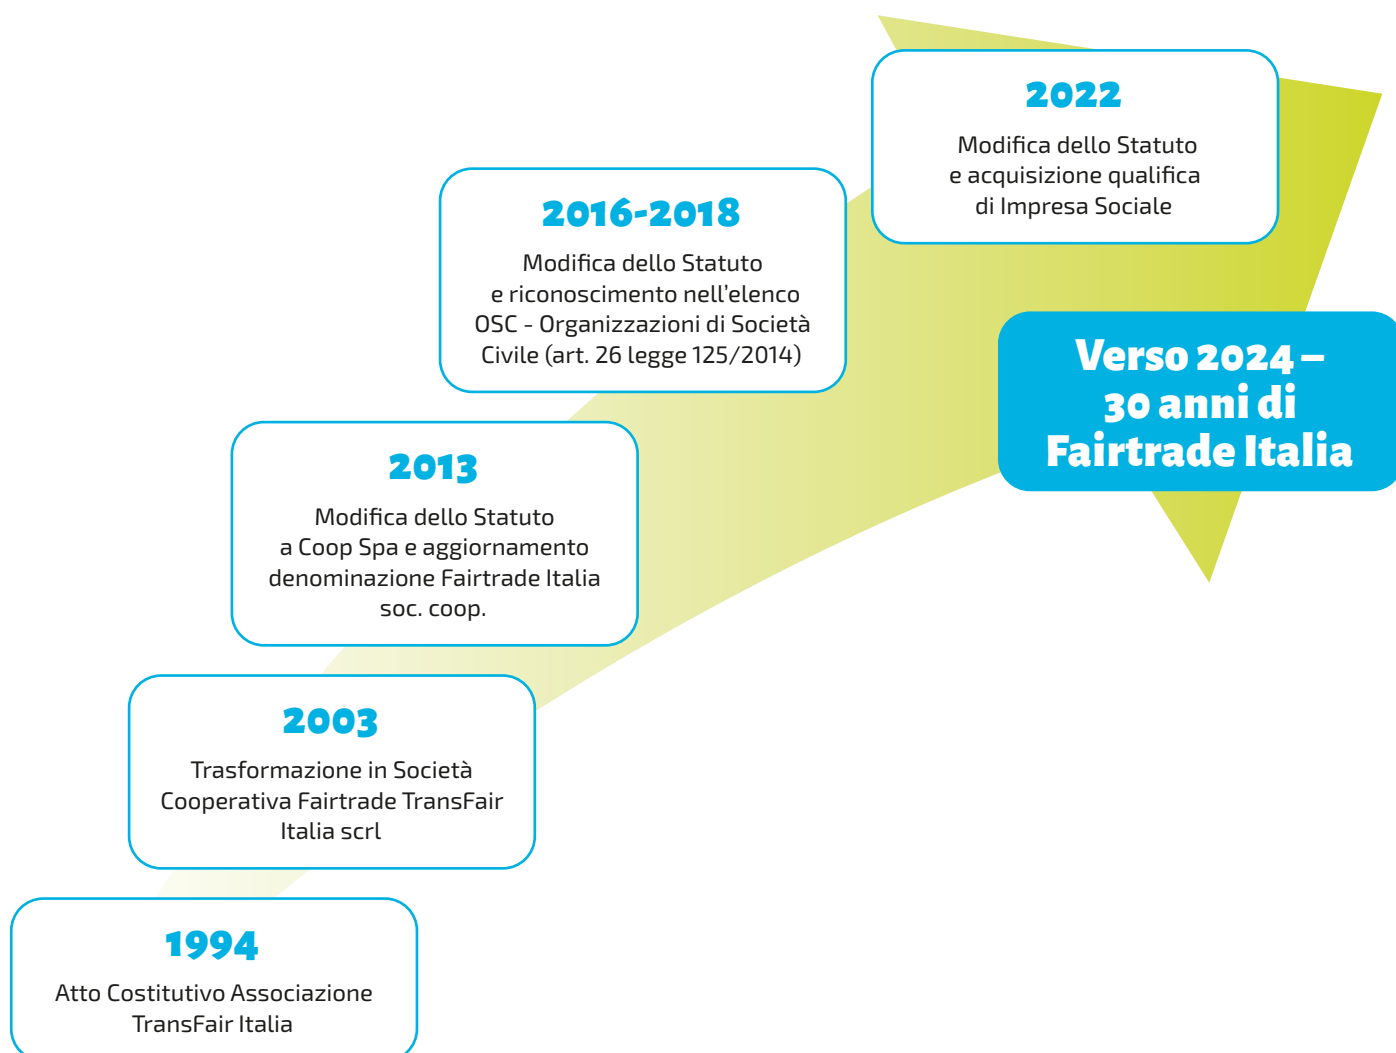 2022
Modifica dello Statuto
e acquisizione qualifica
di Impresa Sociale
2016-2018
Modifica dello Statuto
e riconoscimento nell'elenco
OSC - Organizzazioni di Società
Civile (art. 26 legge 125/2014)
Verso 2024 –
30 anni di
Fairtrade Italia
2013
Modifica dello Statuto
a Coop Spa e aggiornamento
denominazione Fairtrade Italia
soc. coop.
2003
Trasformazione in Società
Cooperativa Fairtrade TransFair
Italia scrl
1994
Atto Costitutivo Associazione
TransFair Italia